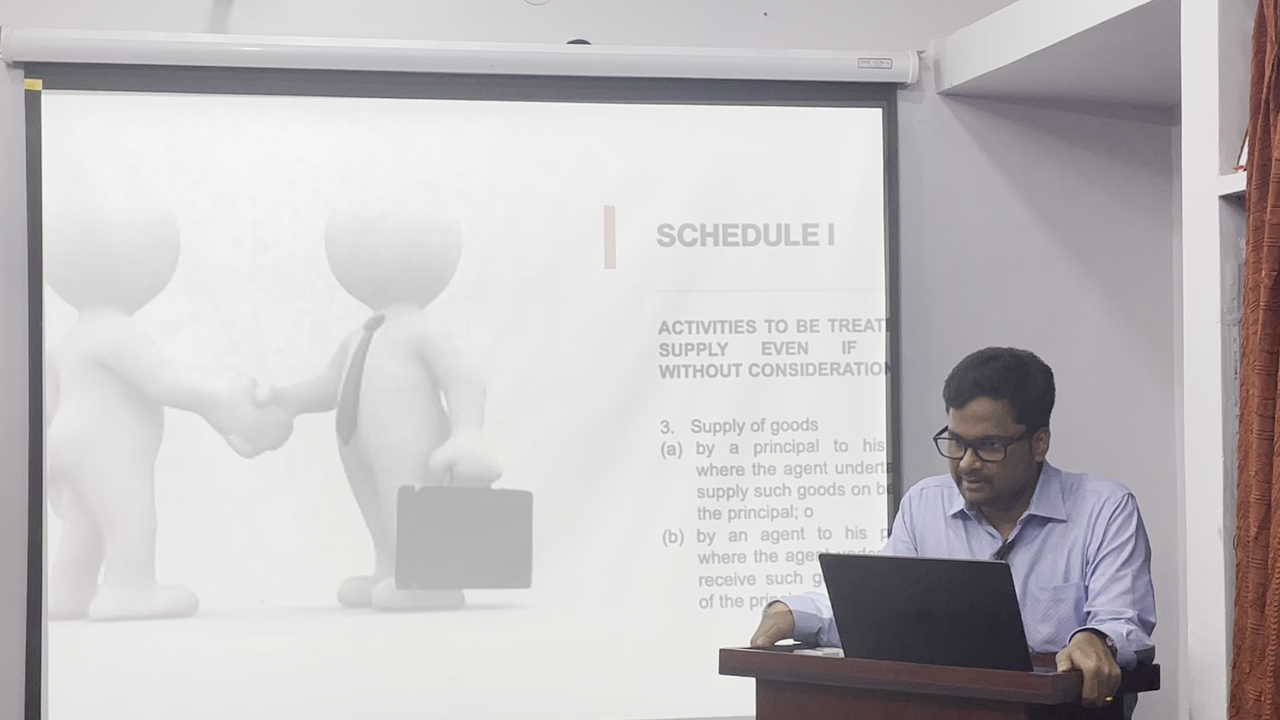 SCHEDULE I
ACTIVITIES TO BE TREAT
SUPPLY EVEN IF
WITHOUT CONSIDERATION
3. Supply of goods
(a) by a principal to his
where the agent underta
supply such goods on be
the principal; o
(b) by an agent to his p
where the agent under
receive such g
of the princ